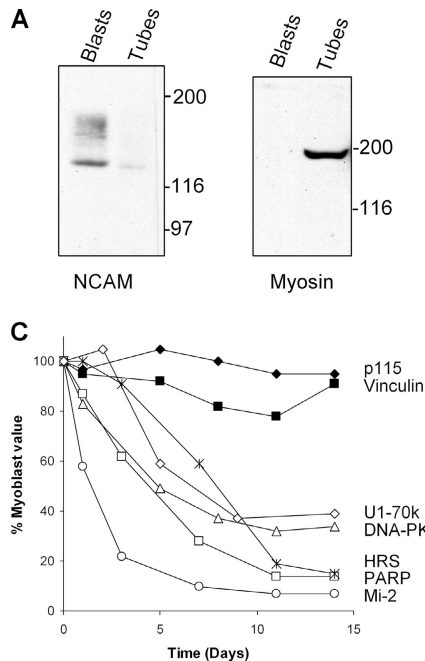 A
Blasts Tubes
Blasts Tubes
-200
-116
-97
-200
-116
NCAM
Myosin
C
% Myoblast value
100
80
60
40
20
0
0 5 10 15
Time (Days)
p115
Vinculin
U1-70k
DNA-PK
HRS
PARP
Mi-2